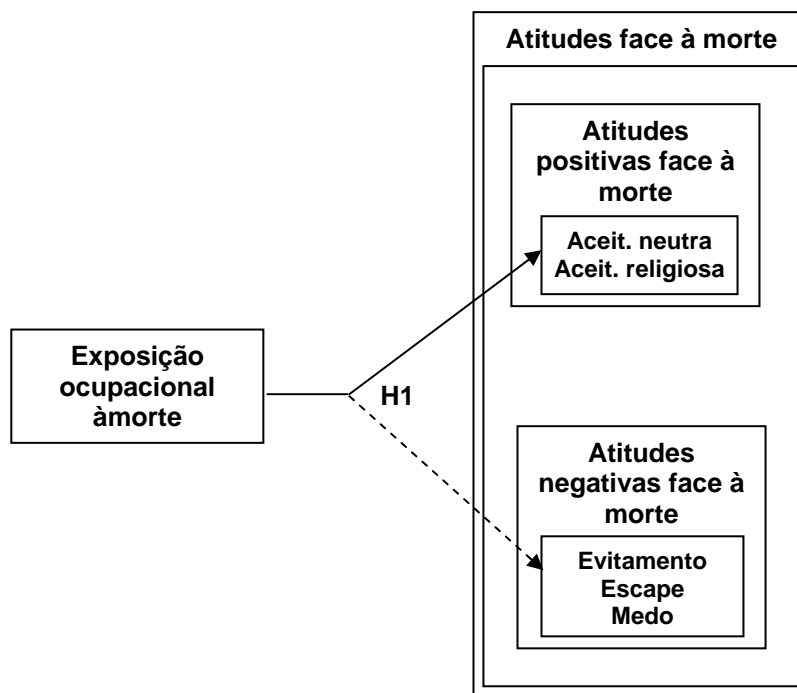 Atitudes face à morte
Atitudes
positivas face à
morte
Aceit. neutra
Aceit. religiosa
Exposição
ocupacional
àmorte
H1
Atitudes
negativas face à
morte
Evitamento
Escape
Medo